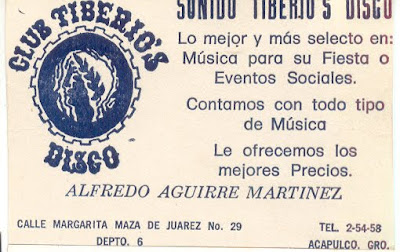 SONIDO TIBERIO'S DISCO
CLUB TIBERIO'S
DISCO
Lo mejor y más selecto en:
Música para su Fiesta o
Eventos Sociales.
Contamos con todo tipo
de Música
Le ofrecemos los
mejores Precios.
ALFREDO AGUIRRE MARTINEZ
CALLE MARGARITA MAZA DE JUAREZ No. 29
DEPTO. 6
TEL. 2-54-58
ACAPULCO, GRO.